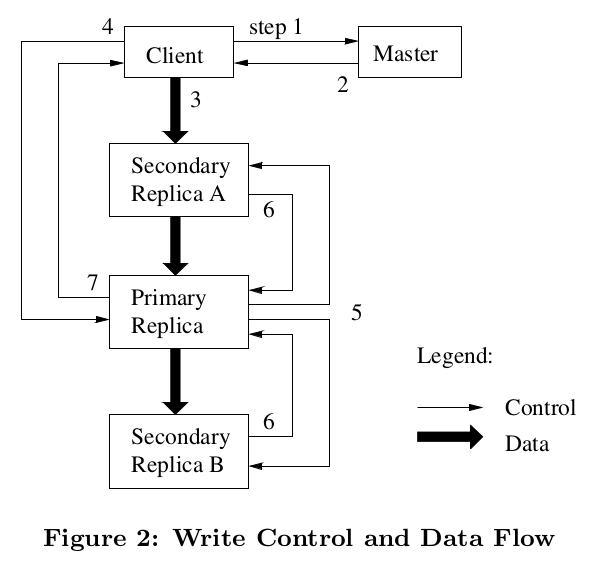 4
step 1
Client
Master
2
3
Secondary
Replica A
6
7
Primary
Replica
5
Legend:
Control
6
Secondary
Replica B
Data
Figure 2: Write Control and Data Flow